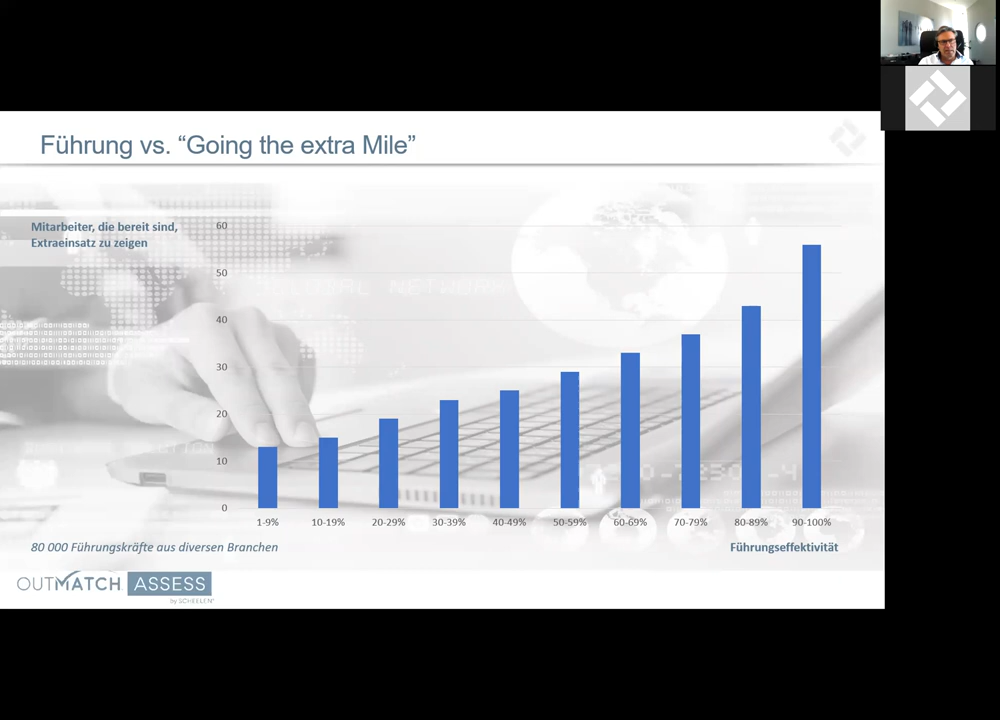 Führung vs. “Going the extra Mile”
Mitarbeiter, die bereit sind,
Extraeinsatz zu zeigen
60
50
40
30
20
10
0
1-9% 10-19% 20-29% 30-39% 40-49% 50-59% 60-69% 70-79% 80-89% 90-100%
80 000 Führungskräfte aus diversen Branchen
Führungseffektivität
OUTMATCH ASSESS
by SCHEELEN®